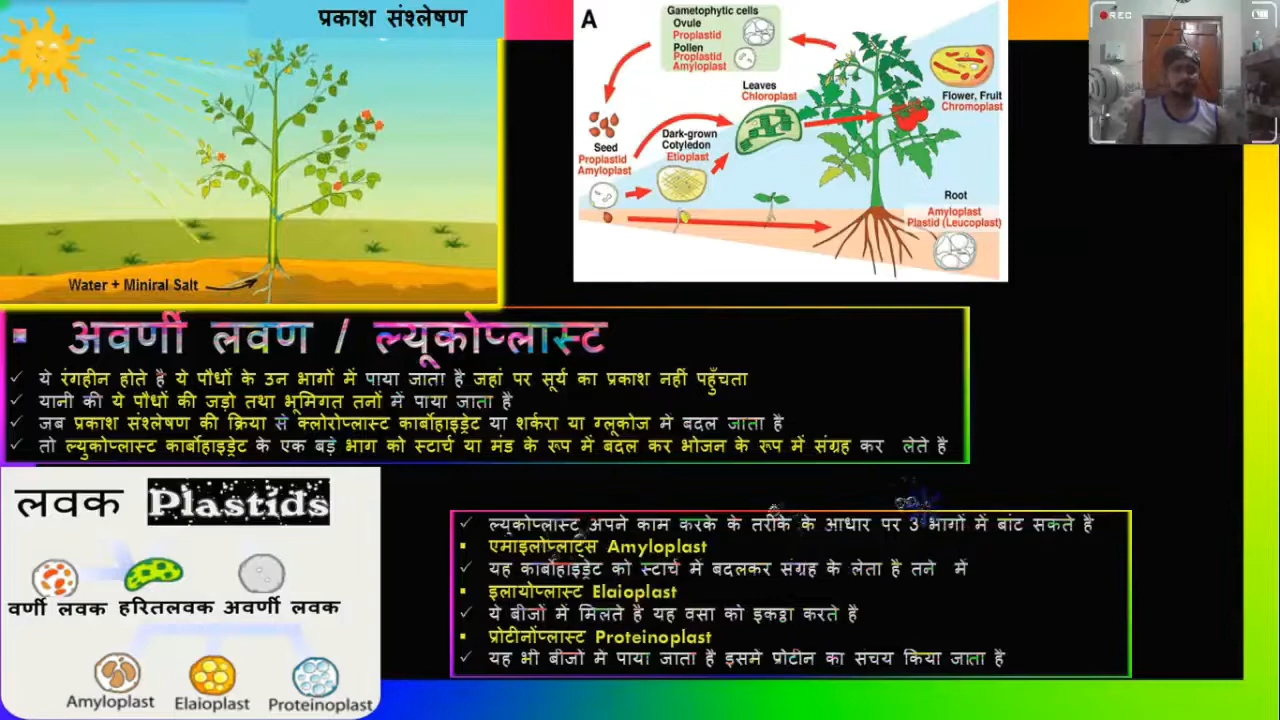 प्रकाश संश्लेषण
Water + Miniral Salt
A
Gametophytic cells
Ovule
Proplastid
Pollen
Proplastid
Amyloplast
Leaves
Chloroplast
Flower, Fruit
Chromoplast
Dark-grown
Cotyledon
Etioplast
Seed
Proplastid
Amyloplast
Root
Amyloplast
Plastid (Leucoplast)
REC
अवर्णी लवण / ल्यूकोप्लास्ट
ये रंगहीन होते है ये पौधों के उन भागों में पाया जाता है जहां पर सूर्य का प्रकाश नहीं पहुँचता
यानी की ये पौधों की जड़ो तथा भूमिगत तनों में पाया जाता है
जब प्रकाश संश्लेषण की क्रिया से क्लोरोप्लास्ट कार्बोहाइड्रेट या शर्करा या ग्लूकोज में बदल जाता है
तो ल्युकोप्लास्ट कार्बोहाइड्रेट के एक बड़े भाग को स्टार्च या मंड के रूप में बदल कर भोजन के रूप में संग्रह कर लेते है
लवक Plastids
वर्णी लवक हरितलवक अवर्णी लवक
Amyloplast Elaioplast Proteinoplast
ल्यूकोप्लास्ट अपने काम करके के तरीके के आधार पर 3 भागों में बांट सकते है
एमाइलोप्लाट्स Amyloplast
यह कार्बोहाइड्रेट को स्टार्च में बदलकर संग्रह के लेता है तने में
इलायोप्लास्ट Elaioplast
ये बीजों में मिलते है यह वसा को इकट्ठा करते है
प्रोटीनोंप्लास्ट Proteinoplast
यह भी बीजों मे पाया जाता है इसमे प्रोटीन का सचय किया जाता है